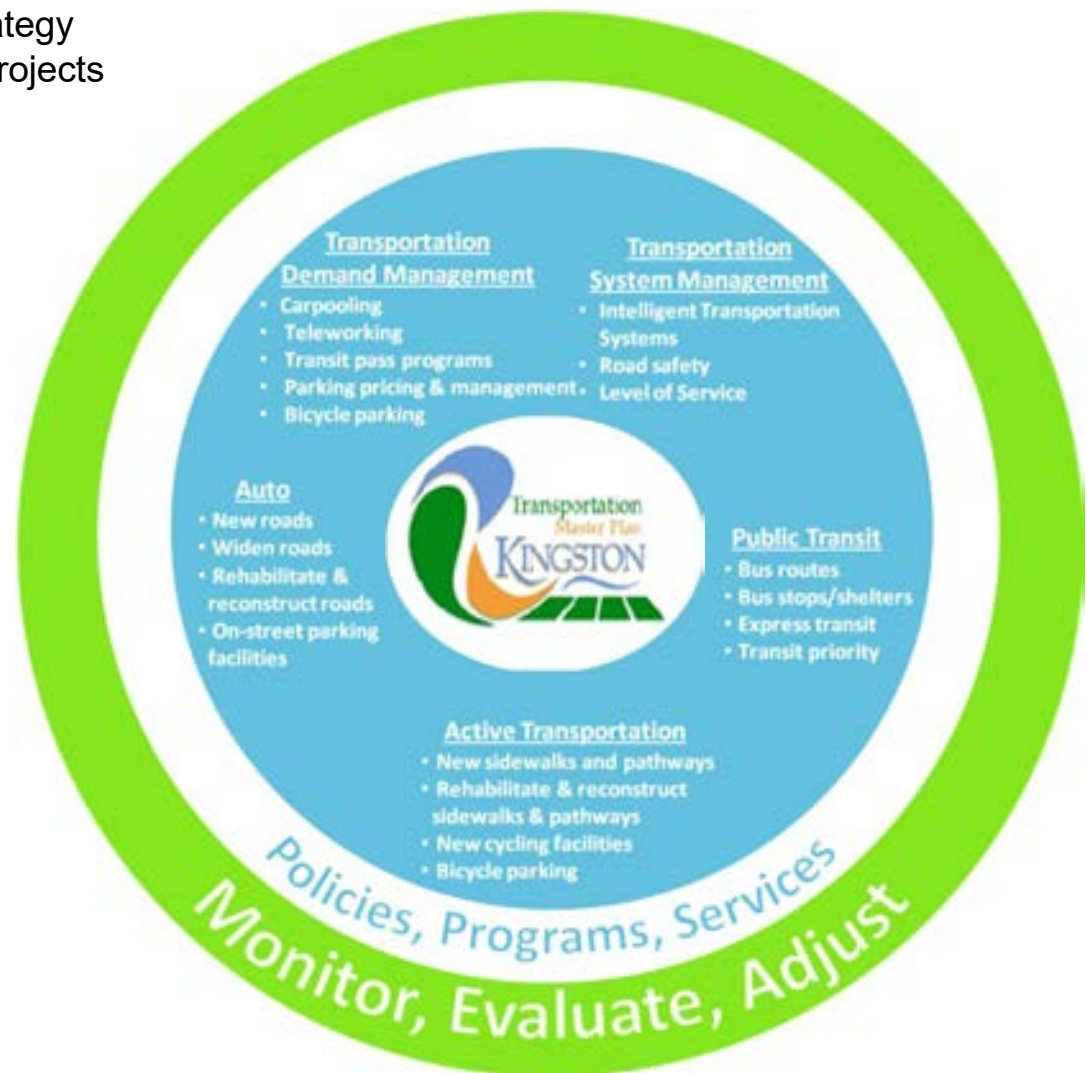 ategy
rojects
Transportation
Demand Management
• Carpooling
• Teleworking
• Transit pass programs
• Parking pricing & management
• Bicycle parking
Transportation
System Management
• Intelligent Transportation
Systems
• Road safety
• Level of Service
Auto
• New roads
• Widen roads
• Rehabilitate &
reconstruct roads
• On-street parking
facilities
Transportation
Master Plan
KINGSTON
Public Transit
• Bus routes
• Bus stops/shelters
• Express transit
• Transit priority
Active Transportation
• New sidewalks and pathways
• Rehabilitate & reconstruct
sidewalks & pathways
• New cycling facilities
• Bicycle parking
Policies, Programs, Services
Monitor, Evaluate, Adjust